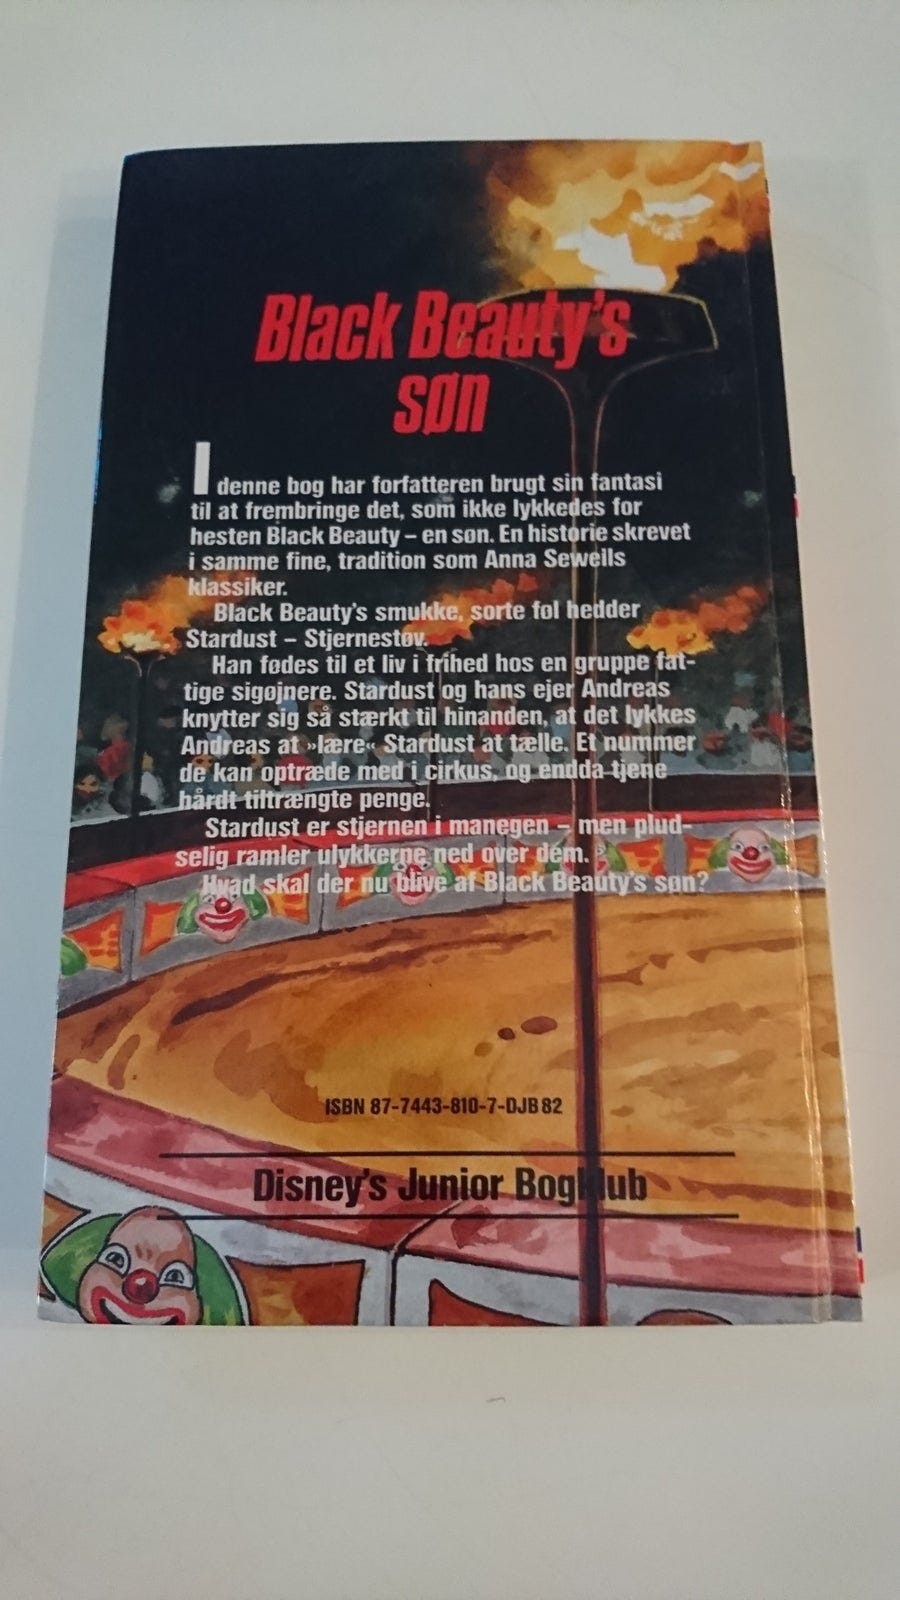 Black Beauty's
søn
I denne bog har forfatteren brugt sin fantasi
til at frembringe det, som ikke lykkedes for
hesten Black Beauty – en søn. En historie skrevet
i samme fine, tradition som Anna Sewells
klassiker.
Black Beauty's smukke, sorte føl hedder
Stardust – Stjernestøv.
Han fødes til et liv i frihed hos en gruppe fat-
tige sigøjnere. Stardust og hans ejer Andreas
knytter sig så stærkt til hinanden, at det lykkes
Andreas at »lære« Stardust at tælle. Et nummer
de kan optræde med i cirkus, og endda tjene
hårdt tiltrængte penge.
Stardust er stjernen i manegen – men plud-
selig ramler ulykkerne ned over dem.
Hvad skal der nu blive af Black Beauty's søn?
ISBN 87-7443-810-7-DJB 82
Disney's Junior Bogklub